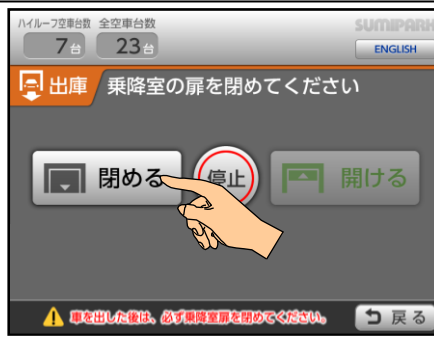 ハイルーフ空車台数 全空車台数
7台 23台
SUMIPARK
ENGLISH
出庫 乗降室の扉を閉めてください
閉める 停止 開ける
車を出した後は、必ず乗降室扉を閉めてください。
戻る